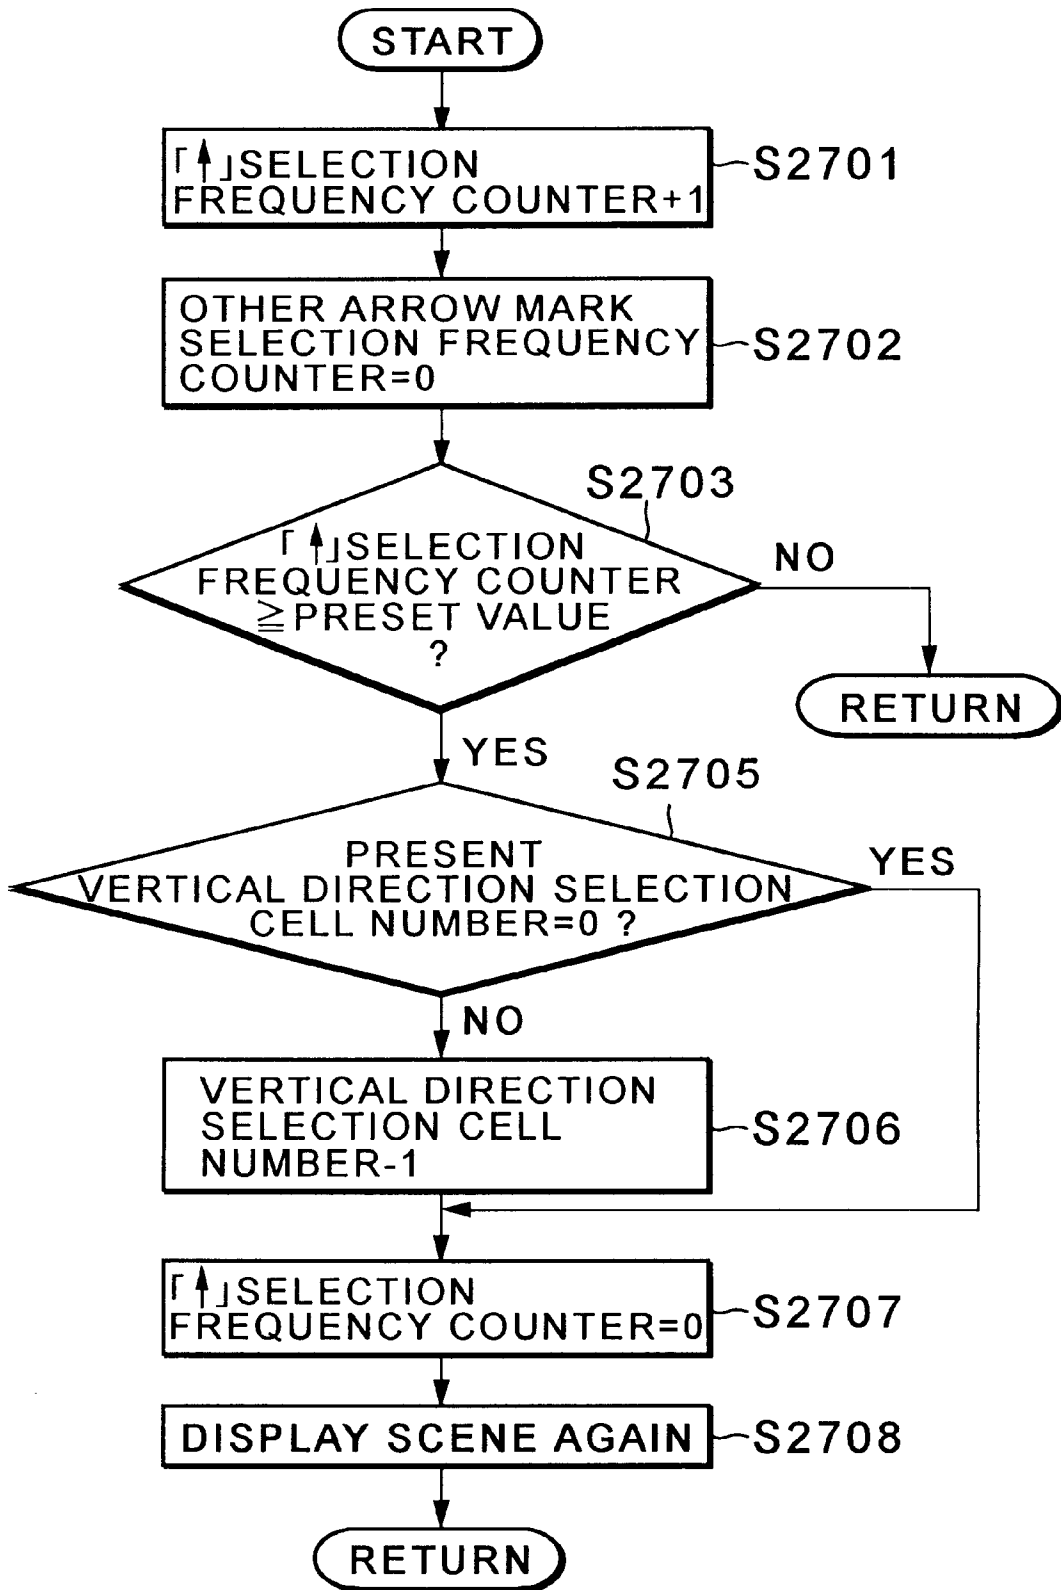 START
「↑」SELECTION
FREQUENCY COUNTER+1
S2701
OTHER ARROW MARK
SELECTION FREQUENCY
COUNTER=0
S2702
S2703
「↑」SELECTION
FREQUENCY COUNTER
≧PRESET VALUE
?
NO
RETURN
YES
S2705
PRESENT
VERTICAL DIRECTION SELECTION
CELL NUMBER=0 ?
YES
NO
VERTICAL DIRECTION
SELECTION CELL
NUMBER-1
S2706
「↑」SELECTION
FREQUENCY COUNTER=0
S2707
DISPLAY SCENE AGAIN
S2708
RETURN